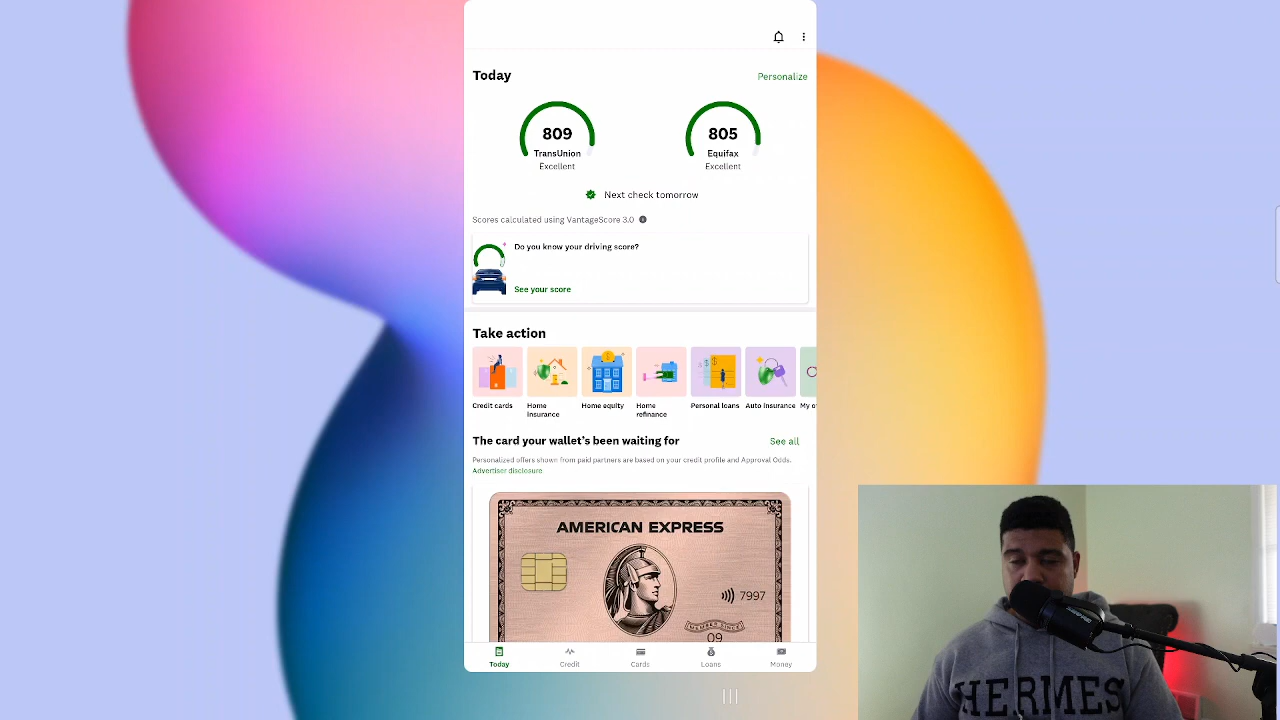 Today
Personalize
809
TransUnion
Excellent
805
Equifax
Excellent
Next check tomorrow
Scores calculated using VantageScore 3.0
Do you know your driving score?
See your score
Take action
Credit cards
Home insurance
Home equity
Home refinance
Personal loans
Auto insurance
My o
The card your wallet's been waiting for
See all
Personalized offers shown from paid partners are based on your credit profile and Approval Odds.
Advertiser disclosure
AMERICAN EXPRESS
7997
MEMBER SINCE
09
Today
Credit
Cards
Loans
Money
HERMES